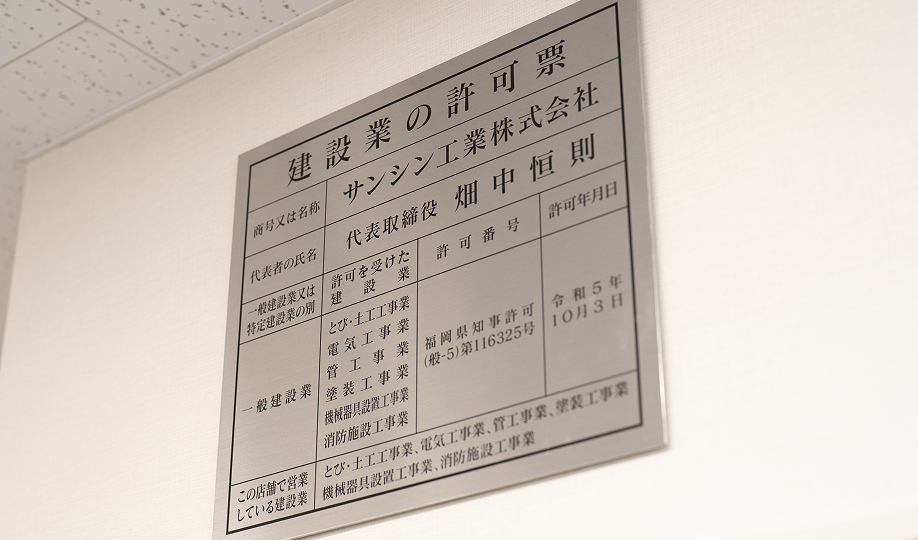 建設業の許可票
商号又は名称
サンシン工業株式会社
代表者の氏名
代表取締役 畑中恒則
一般建設業又は
特定建設業の別
許可を受けた
建設業
許可番号
許可年月日
一般建設業
とび・土工工事業
電気工事業
管工事業
塗装工事業
機械器具設置工事業
消防施設工事業
福岡県知事許可
(般-5)第116325号
令和5年
10月3日
この店舗で営業
している建設業
とび・土工工事業、電気工事業、管工事業、塗装工事業
機械器具設置工事業、消防施設工事業